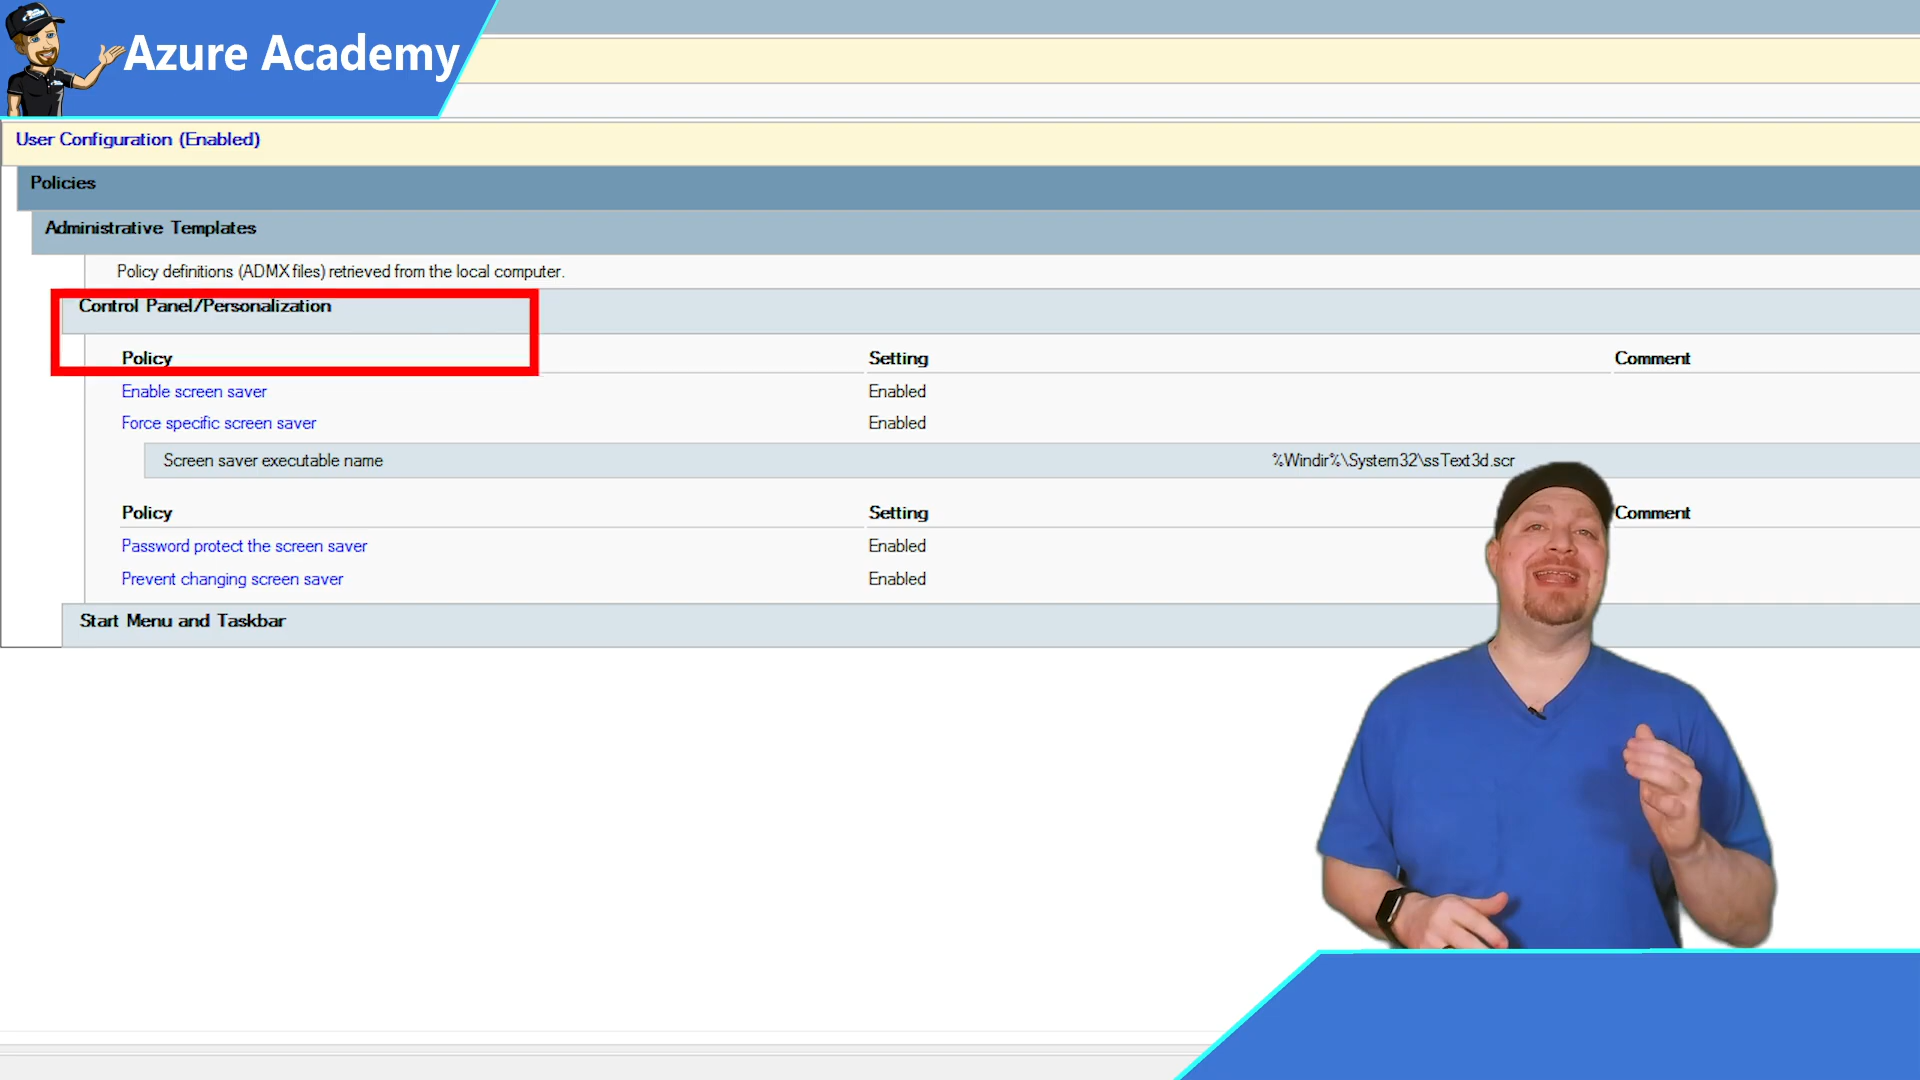 Azure Academy
User Configuration (Enabled)
Policies
Administrative Templates
Policy definitions (ADMX files) retrieved from the local computer.
Control Panel/Personalization
Policy Setting Comment
Enable screen saver Enabled
Force specific screen saver Enabled
Screen saver executable name %Windir%\System32\ssText3d.scr
Policy Setting Comment
Password protect the screen saver Enabled
Prevent changing screen saver Enabled
Start Menu and Taskbar